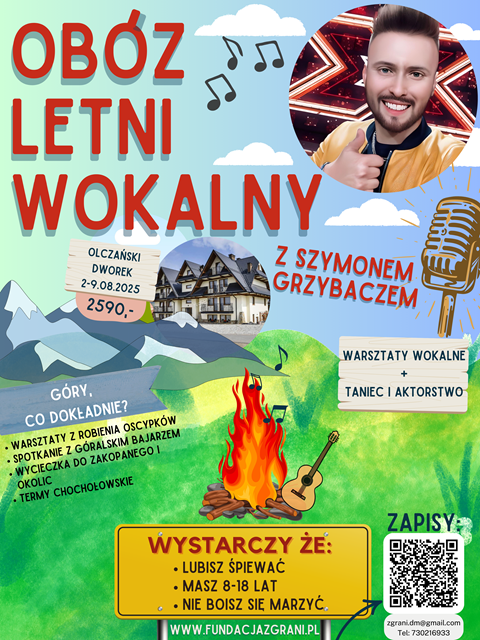 OBÓZ
LETNI
WOKALNY
Z SZYMONEM
GRZYBACZEM
OLCZAŃSKI
DWOREK
2-9.08.2025
2590,-
WARSZTATY WOKALNE
+
TANIEC I AKTORSTWO
GÓRY,
CO DOKŁADNIE?
• WARSZTATY Z ROBIENIA OSCYPKÓW
• SPOTKANIE Z GÓRALSKIM BAJARZEM
• WYCIECZKA DO ZAKOPANEGO I
OKOLIC
• TERMY CHOCHOŁOWSKIE
WYSTARCZY ŻE:
• LUBISZ ŚPIEWAĆ
• MASZ 8-18 LAT
• NIE BOISZ SIĘ MARZYĆ
WWW.FUNDACJAZGRANI.PL
ZAPISY:
zgrani.dm@gmail.com
Tel: 730216933